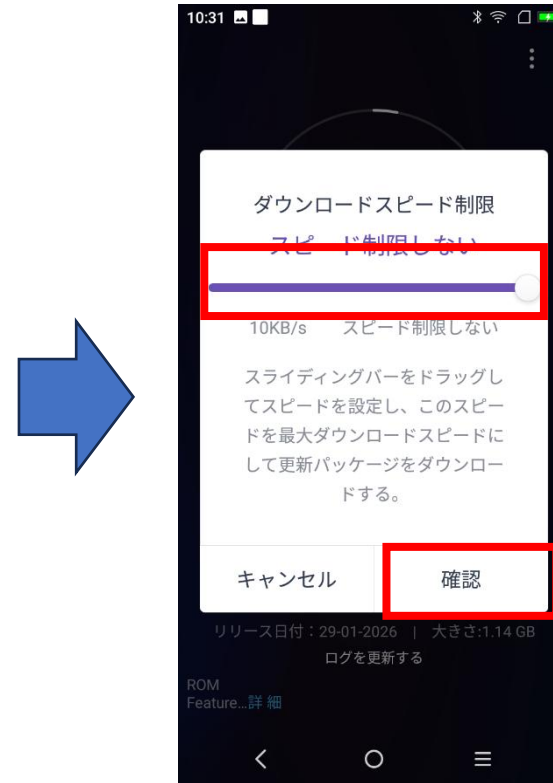 10:31
ダウンロードスピード制限
スピード制限しない
10KB/s スピード制限しない
スライディングバーをドラッグし
てスピードを設定し、このスピー
ドを最大ダウンロードスピードに
して更新パッケージをダウンロー
ドする。
キャンセル 確認
リリース日付：29-01-2026 | 大きさ:1.14 GB
ログを更新する
ROM
Feature...詳 細